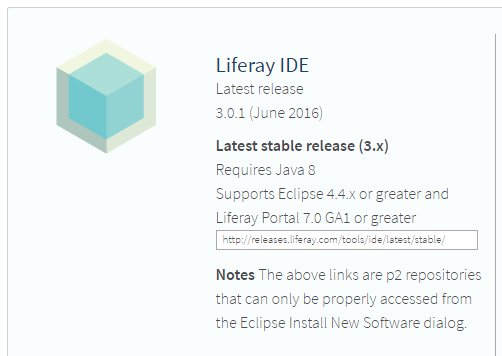 Liferay IDE
Latest release
3.0.1 (June 2016)
Latest stable release (3.x)
Requires Java 8
Supports Eclipse 4.4.x or greater and
Liferay Portal 7.0 GA1 or greater
http://releases.liferay.com/tools/ide/latest/stable/
Notes The above links are p2 repositories
that can only be properly accessed from
the Eclipse Install New Software dialog.